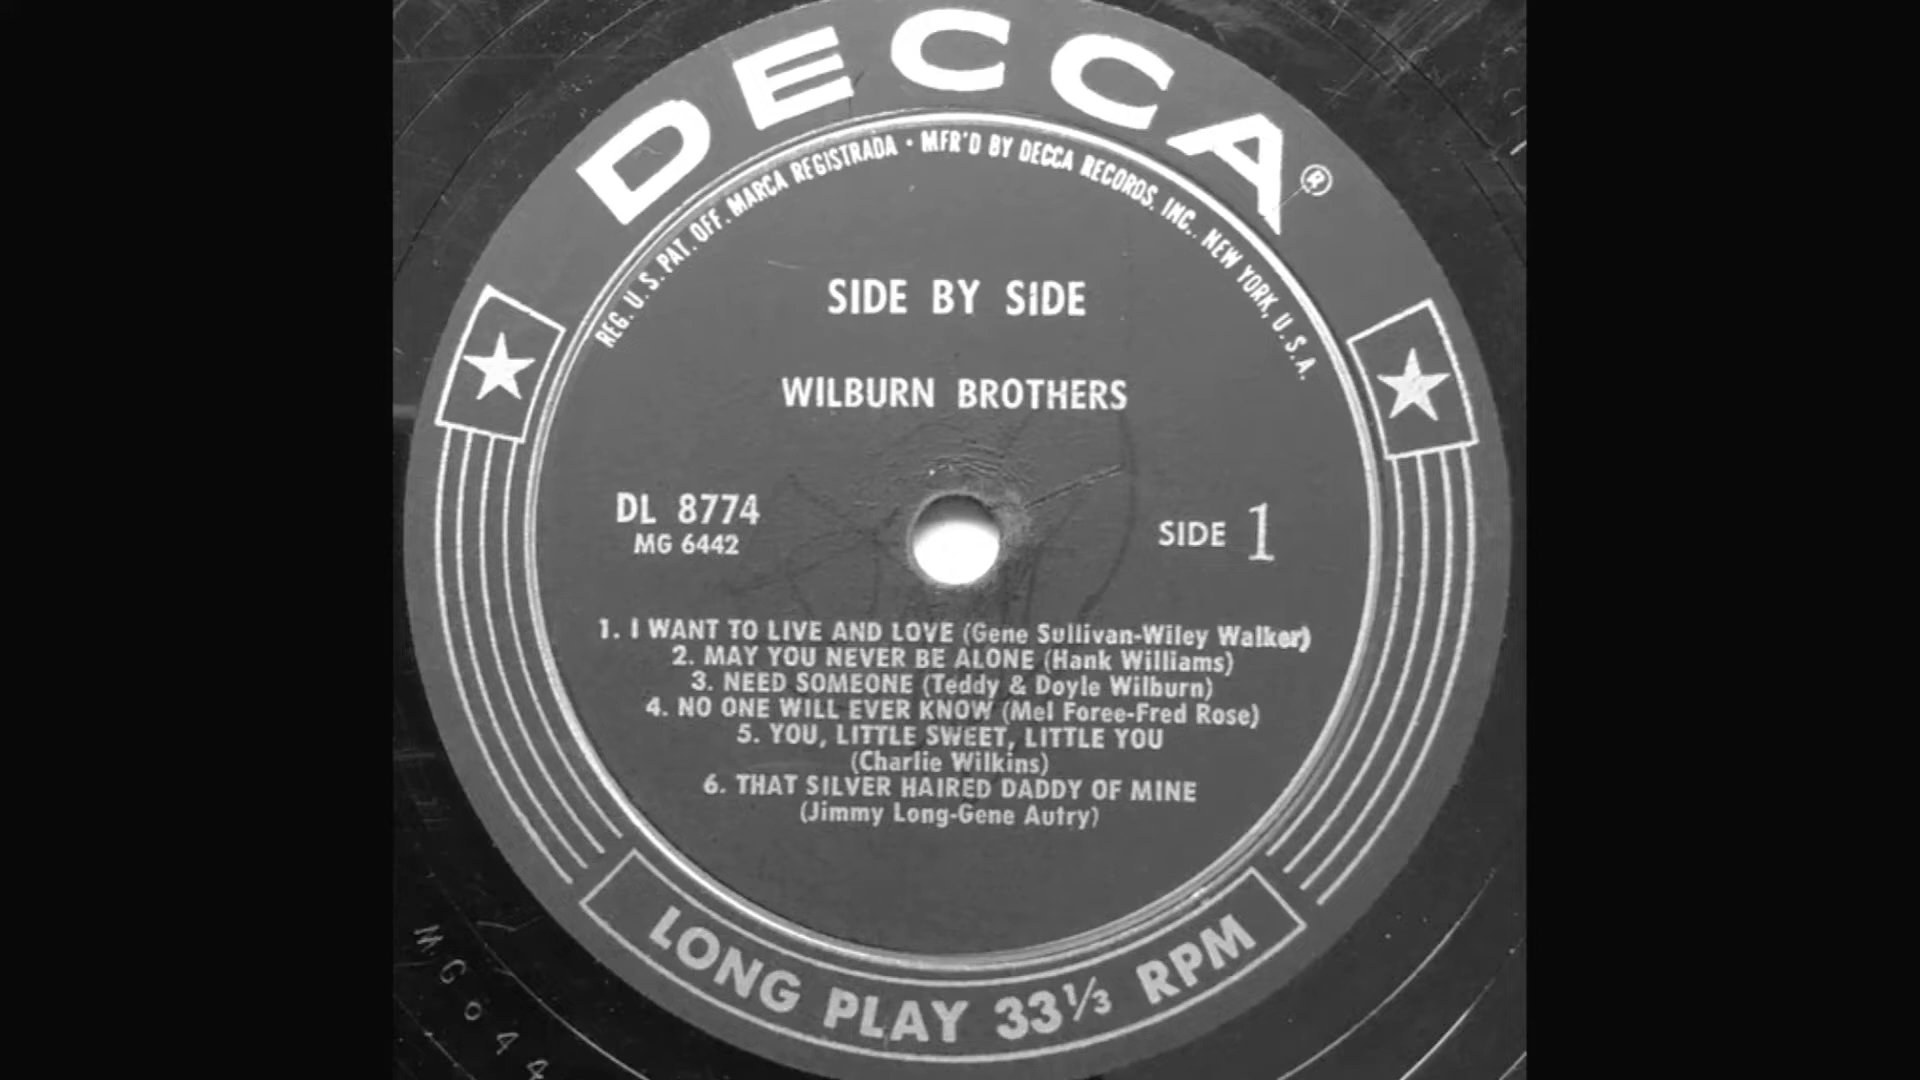 DECCA®
REG. U.S. PAT. OFF. MARCA REGISTRADA • MFR'D BY DECCA RECORDS, INC., NEW YORK, U.S.A.
SIDE BY SIDE
WILBURN BROTHERS
DL 8774
MG 6442
SIDE 1
1. I WANT TO LIVE AND LOVE (Gene Sullivan-Wiley Walker)
2. MAY YOU NEVER BE ALONE (Hank Williams)
3. NEED SOMEONE (Teddy & Doyle Wilburn)
4. NO ONE WILL EVER KNOW (Mel Foree-Fred Rose)
5. YOU, LITTLE SWEET, LITTLE YOU
(Charlie Wilkins)
6. THAT SILVER HAIRED DADDY OF MINE
(Jimmy Long-Gene Autry)
LONG PLAY 33⅓ RPM